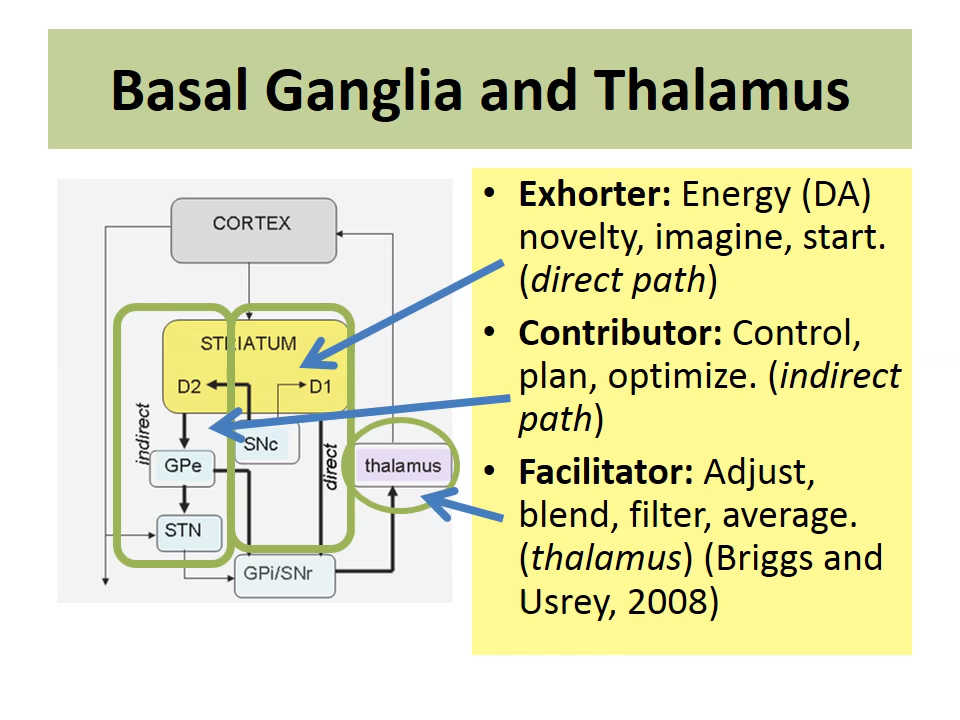 Basal Ganglia and Thalamus
CORTEX
STRIATUM
D2
D1
indirect
SNc
GPe
direct
thalamus
STN
GPi/SNr
• Exhorter: Energy (DA)
novelty, imagine, start.
(direct path)
• Contributor: Control,
plan, optimize. (indirect
path)
• Facilitator: Adjust,
blend, filter, average.
(thalamus) (Briggs and
Usrey, 2008)